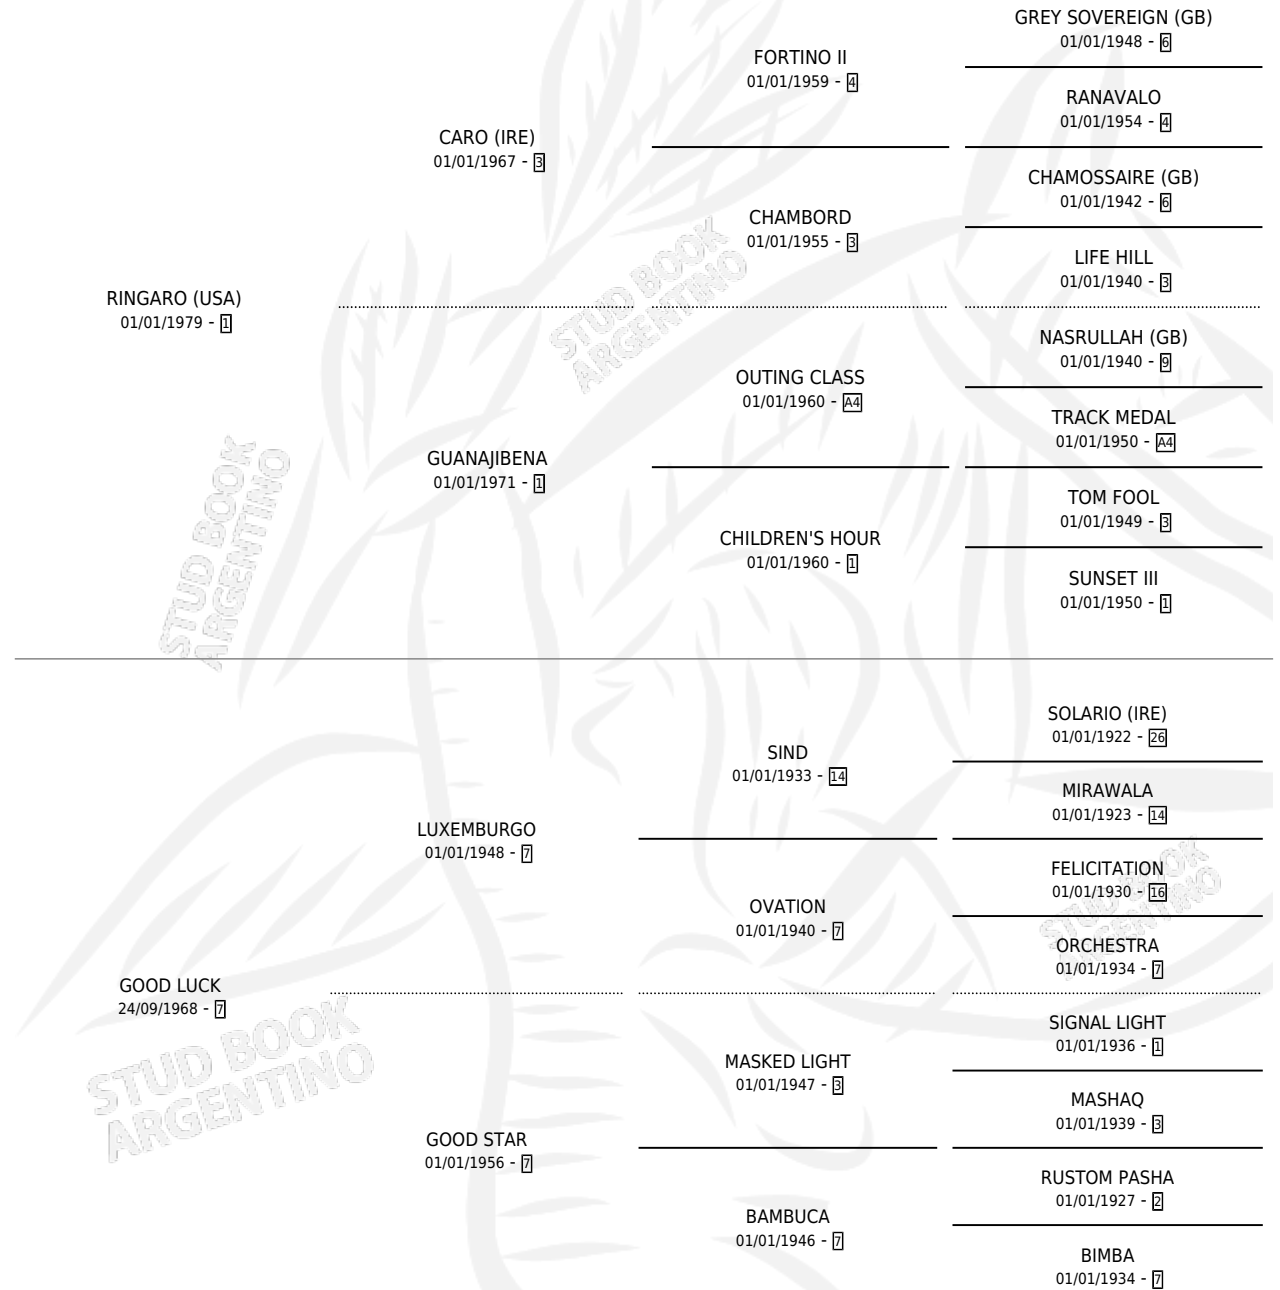 GREY SOVEREIGN (GB)
01/01/1948 - 6
FORTINO II
01/01/1959 - 4
RANAVALO
01/01/1954 - 4
CARO (IRE)
01/01/1967 - 3
CHAMOSSAIRE (GB)
01/01/1942 - 6
CHAMBORD
01/01/1955 - 3
LIFE HILL
01/01/1940 - 3
RINGARO (USA)
01/01/1979 - 1
NASRULLAH (GB)
01/01/1940 - 9
OUTING CLASS
01/01/1960 - A4
TRACK MEDAL
01/01/1950 - A4
GUANAJIBENA
01/01/1971 - 1
TOM FOOL
01/01/1949 - 3
CHILDREN'S HOUR
01/01/1960 - 1
SUNSET III
01/01/1950 - 1
STUD BOOK
ARGENTINO
STUD BOOK
ARGENTINO
SOLARIO (IRE)
01/01/1922 - 26
SIND
01/01/1933 - 14
MIRAWALA
01/01/1923 - 14
LUXEMBURGO
01/01/1948 - 7
FELICITATION
01/01/1930 - 16
OVATION
01/01/1940 - 7
ORCHESTRA
01/01/1934 - 7
GOOD LUCK
24/09/1968 - 7
SIGNAL LIGHT
01/01/1936 - 1
MASKED LIGHT
01/01/1947 - 3
MASHAQ
01/01/1939 - 3
GOOD STAR
01/01/1956 - 7
RUSTOM PASHA
01/01/1927 - 2
BAMBUCA
01/01/1946 - 7
BIMBA
01/01/1934 - 7
STUD BOOK
ARGENTINO
STUD BOOK
ARGENTINO